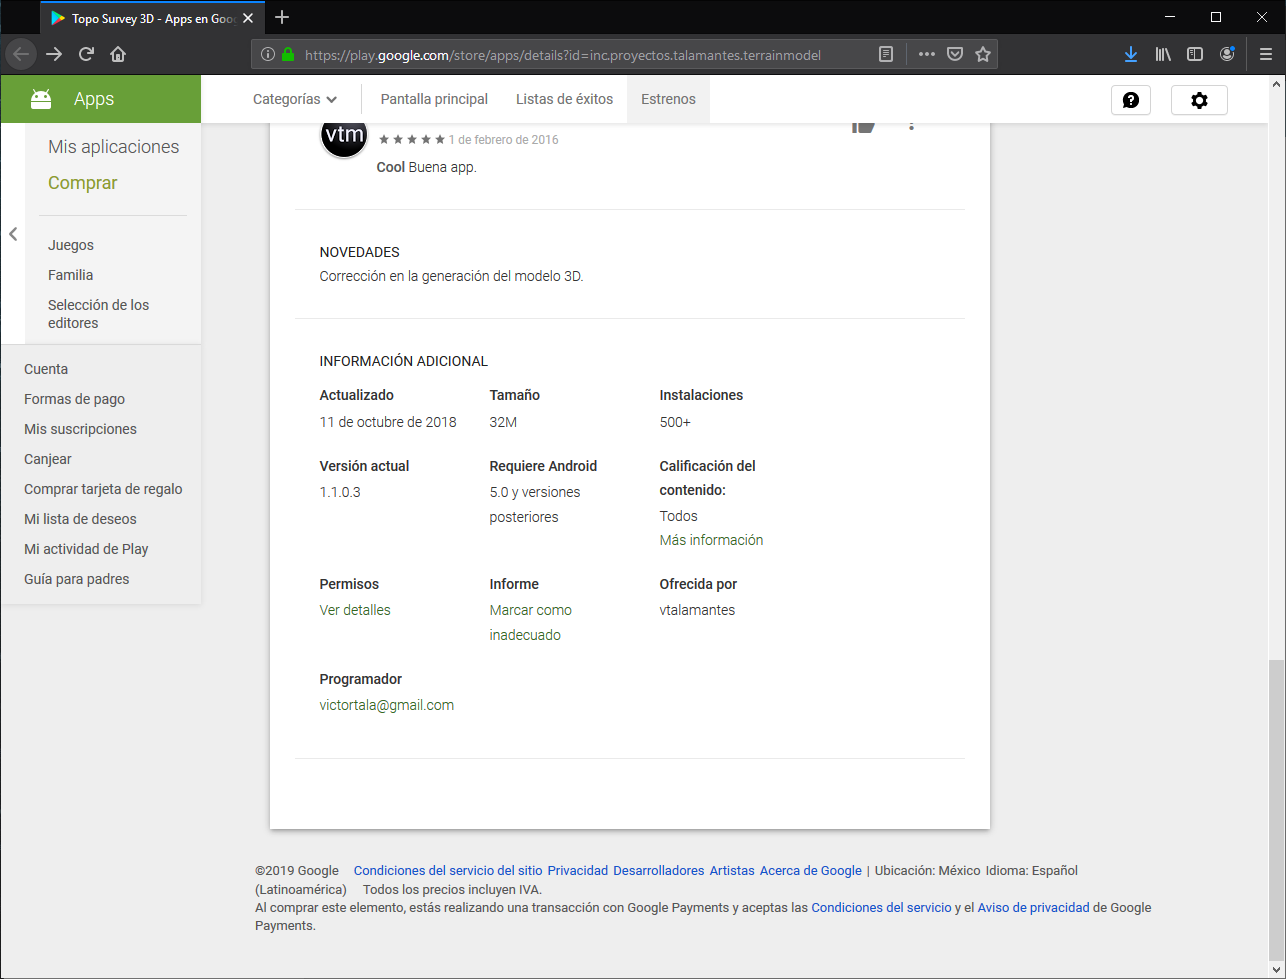 Topo Survey 3D - Apps en Goo
https://play.google.com/store/apps/details?id=inc.proyectos.talamantes.terrainmodel
Apps
Categorías
Pantalla principal
Listas de éxitos
Estrenos
Mis aplicaciones
Comprar
Juegos
Familia
Selección de los
editores
Cuenta
Formas de pago
Mis suscripciones
Canjear
Comprar tarjeta de regalo
Mi lista de deseos
Mi actividad de Play
Guía para padres
vtm
1 de febrero de 2016
Cool Buena app.
NOVEDADES
Corrección en la generación del modelo 3D.
INFORMACIÓN ADICIONAL
Actualizado
11 de octubre de 2018
Tamaño
32M
Instalaciones
500+
Versión actual
1.1.0.3
Requiere Android
5.0 y versiones
posteriores
Calificación del
contenido:
Todos
Más información
Permisos
Ver detalles
Informe
Marcar como
inadecuado
Ofrecida por
vtalamantes
Programador
victortala@gmail.com
©2019 Google Condiciones del servicio del sitio Privacidad Desarrolladores Artistas Acerca de Google | Ubicación: México Idioma: Español
(Latinoamérica) Todos los precios incluyen IVA.
Al comprar este elemento, estás realizando una transacción con Google Payments y aceptas las Condiciones del servicio y el Aviso de privacidad de Google
Payments.